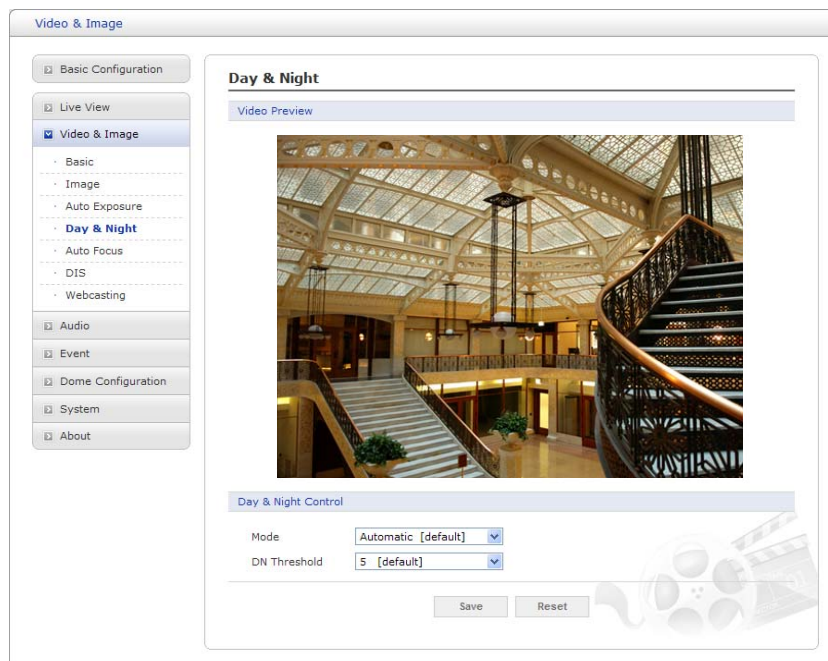 Video & Image
Basic Configuration
Live View
Video & Image
Basic
Image
Auto Exposure
Day & Night
Auto Focus
DIS
Webcasting
Audio
Event
Dome Configuration
System
About
Day & Night
Video Preview
Day & Night Control
Mode Automatic [default]
DN Threshold 5 [default]
Save Reset